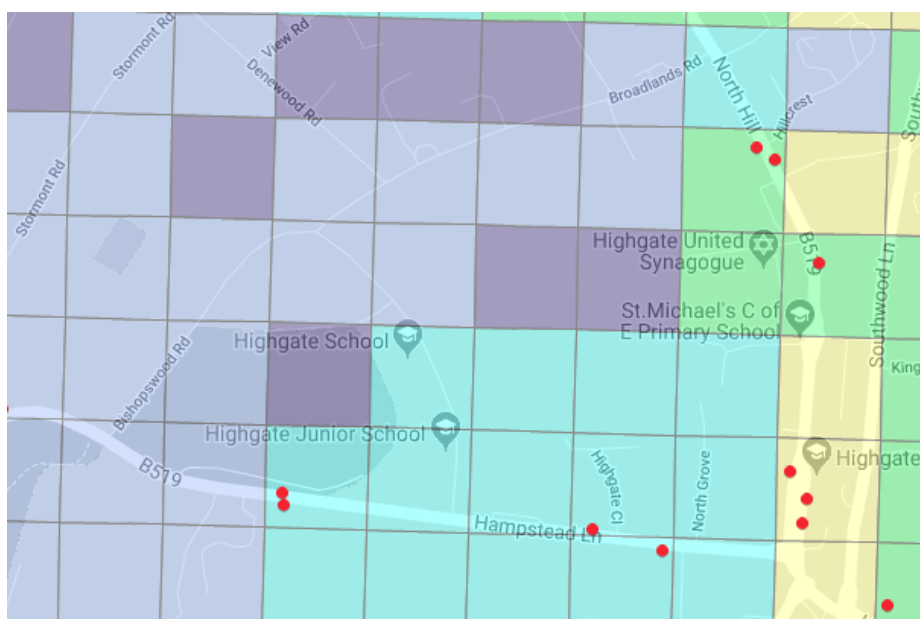 Stormont Rd
View Rd
Denewood Rd
Broadlands Rd
North Hill
Hillcrest
Stormont Rd
Highgate United
Synagogue
B519
Southwood Ln
St.Michael's C of
E Primary School
Highgate School
Bishopswood Rd
King
Highgate Junior School
B519
Highgate Cl
North Grove
Highgate
Hampstead Ln